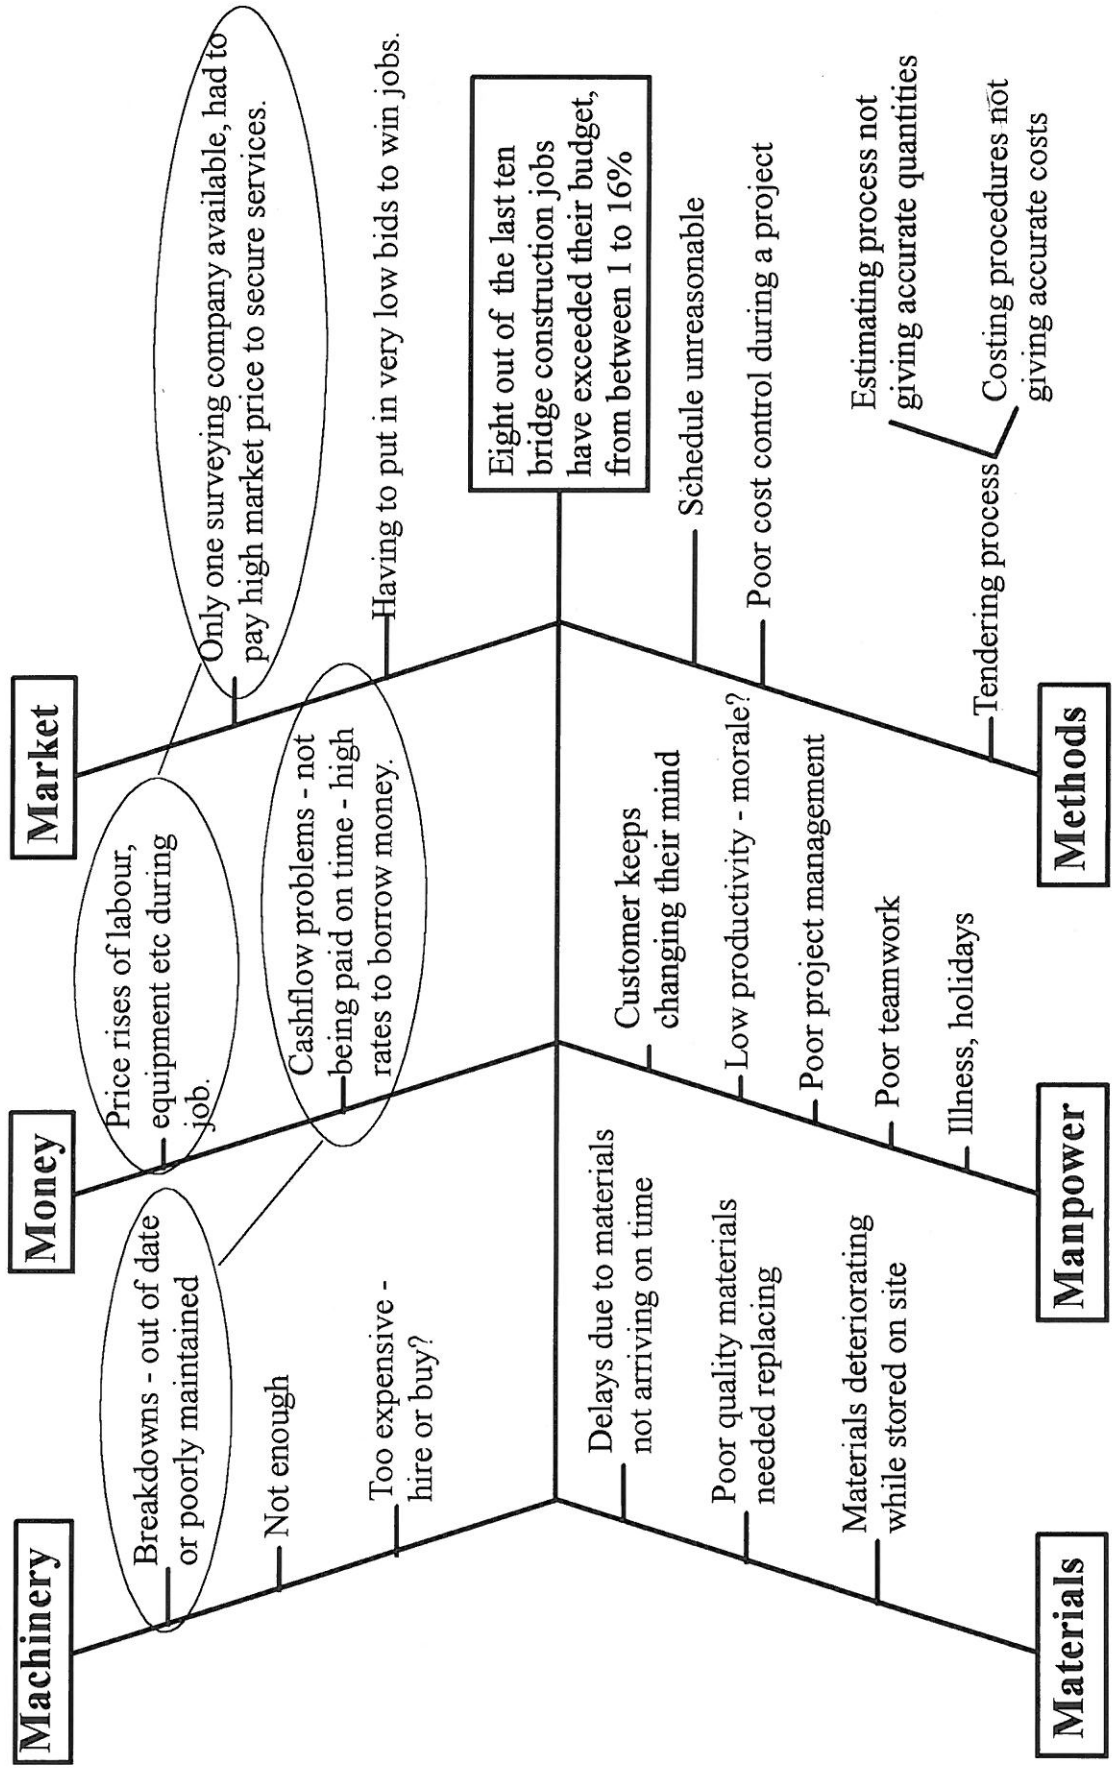 Machinery
Breakdowns - out of date
or poorly maintained
Not enough
Too expensive -
hire or buy?
Money
Price rises of labour,
equipment etc during
job.
Cashflow problems - not
being paid on time - high
rates to borrow money.
Market
Only one surveying company available, had to
pay high market price to secure services.
Having to put in very low bids to win jobs.
Eight out of the last ten
bridge construction jobs
have exceeded their budget,
from between 1 to 16%
Materials
Delays due to materials
not arriving on time
Poor quality materials
needed replacing
Materials deteriorating
while stored on site
Manpower
Customer keeps
changing their mind
Low productivity - morale?
Poor project management
Poor teamwork
Illness, holidays
Methods
Schedule unreasonable
Poor cost control during a project
Tendering process
Estimating process not
giving accurate quantities
Costing procedures not
giving accurate costs